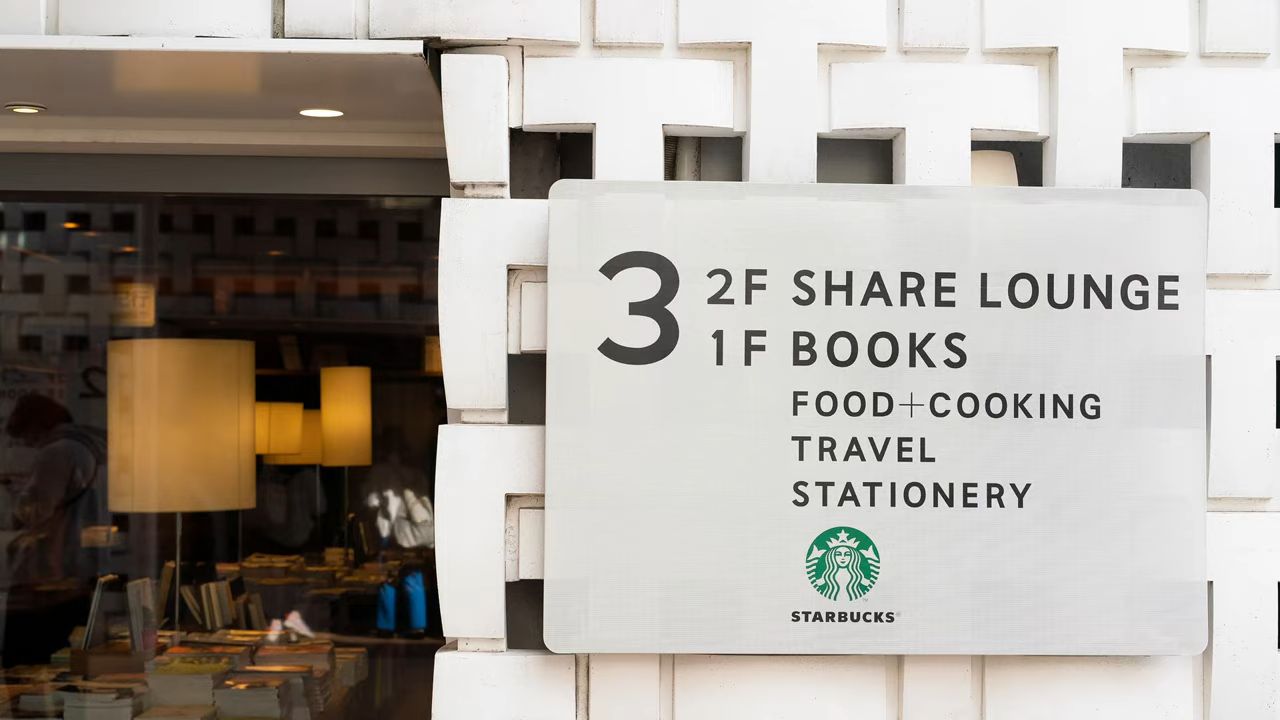 3
2F SHARE LOUNGE
1F BOOKS
FOOD+COOKING
TRAVEL
STATIONERY
STARBUCKS®